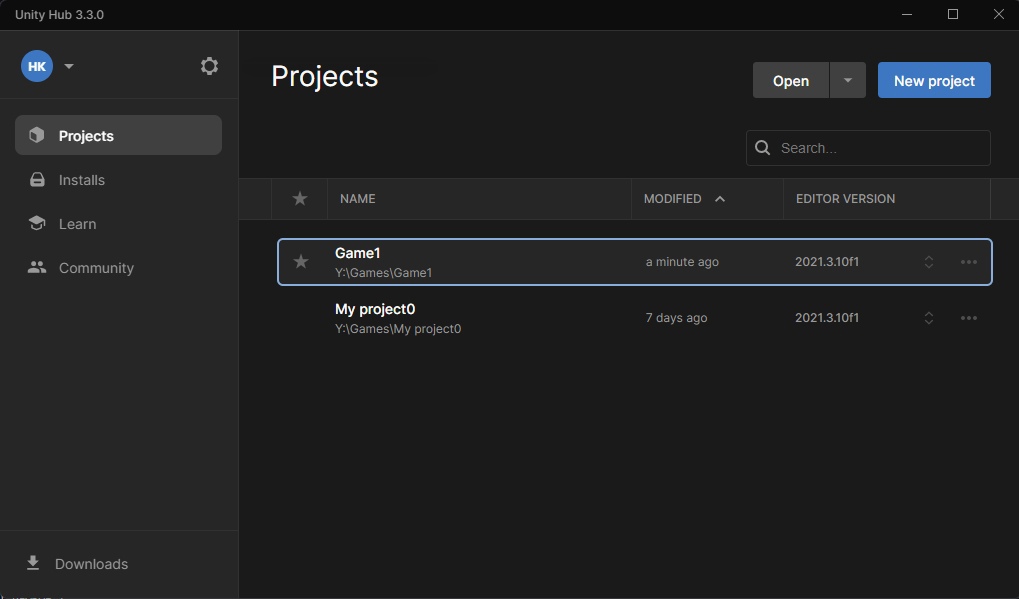 Unity Hub 3.3.0
HK
Projects
Open
New project
Projects
Installs
Learn
Community
Search...
NAME
MODIFIED
EDITOR VERSION
Game1
Y:\Games\Game1
a minute ago
2021.3.10f1
My project0
Y:\Games\My project0
7 days ago
2021.3.10f1
Downloads